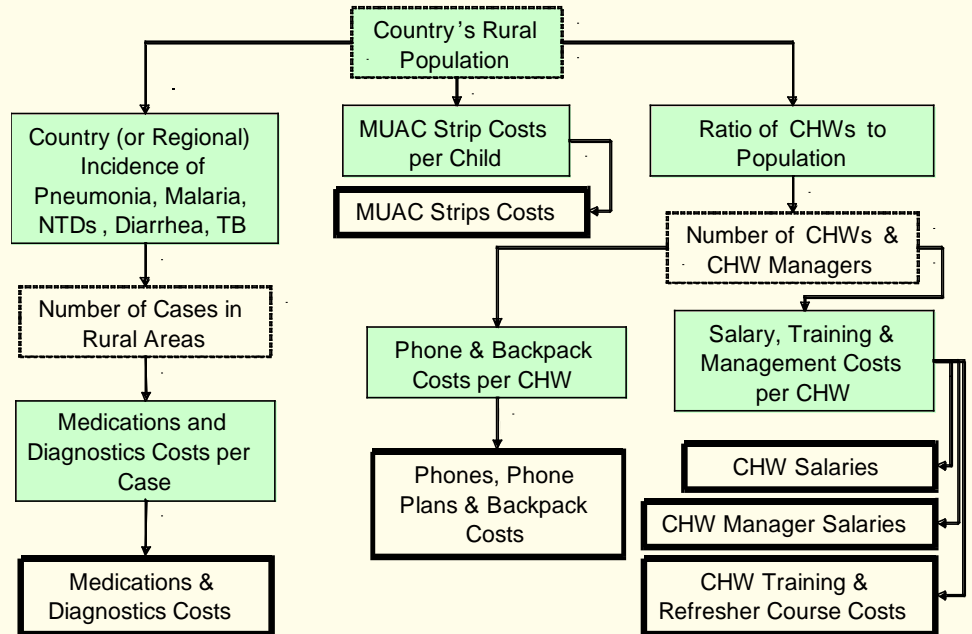 Country's Rural
Population
Country (or Regional)
Incidence of
Pneumonia, Malaria,
NTDs , Diarrhea, TB
MUAC Strip Costs
per Child
Ratio of CHWs to
Population
MUAC Strips Costs
Number of CHWs &
CHW Managers
Number of Cases in
Rural Areas
Phone & Backpack
Costs per CHW
Salary, Training &
Management Costs
per CHW
Medications and
Diagnostics Costs per
Case
Phones, Phone
Plans & Backpack
Costs
CHW Salaries
CHW Manager Salaries
Medications &
Diagnostics Costs
CHW Training &
Refresher Course Costs